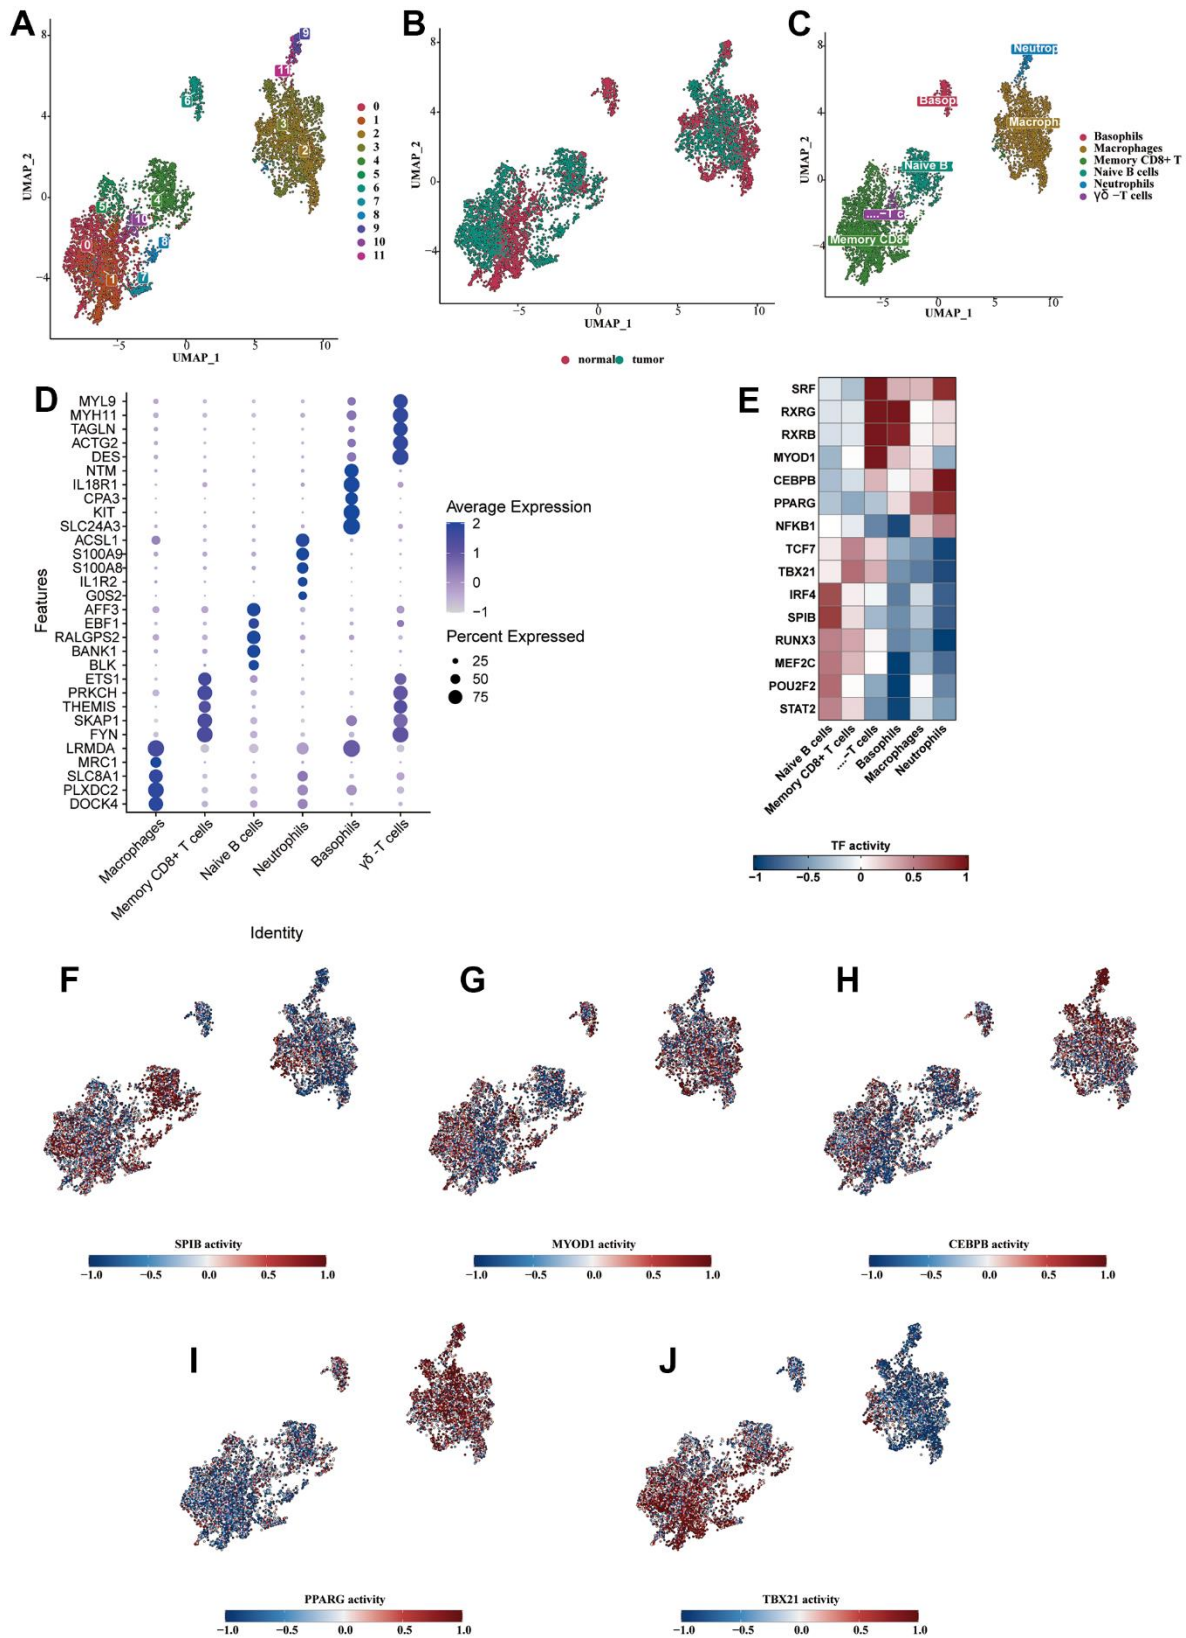 A
8
4
0
−4
UMAP_2
−5
0
5
10
UMAP_1
9
11
6
3
2
5
4
10
0
8
1
7
0
1
2
3
4
5
6
7
8
9
10
11
B
8
4
0
−4
UMAP_2
−5
0
5
10
UMAP_1
normal
tumor
C
8
4
0
−4
UMAP_2
−5
0
5
10
UMAP_1
Neutrop
Basop
Macroph
Naive B
....−T c
Memory CD8+
Basophils
Macrophages
Memory CD8+ T
Naive B cells
Neutrophils
γδ −T cells
D
Features
MYL9
MYH11
TAGLN
ACTG2
DES
NTM
IL18R1
CPA3
KIT
SLC24A3
ACSL1
S100A9
S100A8
IL1R2
G0S2
AFF3
EBF1
RALGPS2
BANK1
BLK
ETS1
PRKCH
THEMIS
SKAP1
FYN
LRMDA
MRC1
SLC8A1
PLXDC2
DOCK4
Macrophages
Memory CD8+ T cells
Naive B cells
Neutrophils
Basophils
γδ -T cells
Identity
Average Expression
2
1
0
−1
Percent Expressed
25
50
75
E
SRF
RXRG
RXRB
MYOD1
CEBPB
PPARG
NFKB1
TCF7
TBX21
IRF4
SPIB
RUNX3
MEF2C
POU2F2
STAT2
Naive B cells
Memory CD8+ T cells
....-T cells
Basophils
Macrophages
Neutrophils
TF activity
−1
−0.5
0
0.5
1
F
SPIB activity
−1.0
−0.5
0.0
0.5
1.0
G
MYOD1 activity
−1.0
−0.5
0.0
0.5
1.0
H
CEBPB activity
−1.0
−0.5
0.0
0.5
1.0
I
PPARG activity
−1.0
−0.5
0.0
0.5
1.0
J
TBX21 activity
−1.0
−0.5
0.0
0.5
1.0